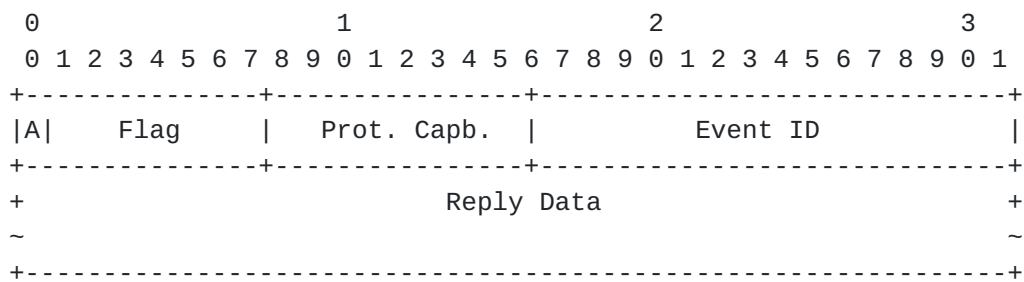 0                   1                   2                   3
 0 1 2 3 4 5 6 7 8 9 0 1 2 3 4 5 6 7 8 9 0 1 2 3 4 5 6 7 8 9 0 1
+---------------+----------------+------------------------------+
|A|    Flag     |   Prot. Capb.  |          Event ID            |
+---------------+----------------+------------------------------+
+                           Reply Data                          +
~                                                               ~
+---------------------------------------------------------------+